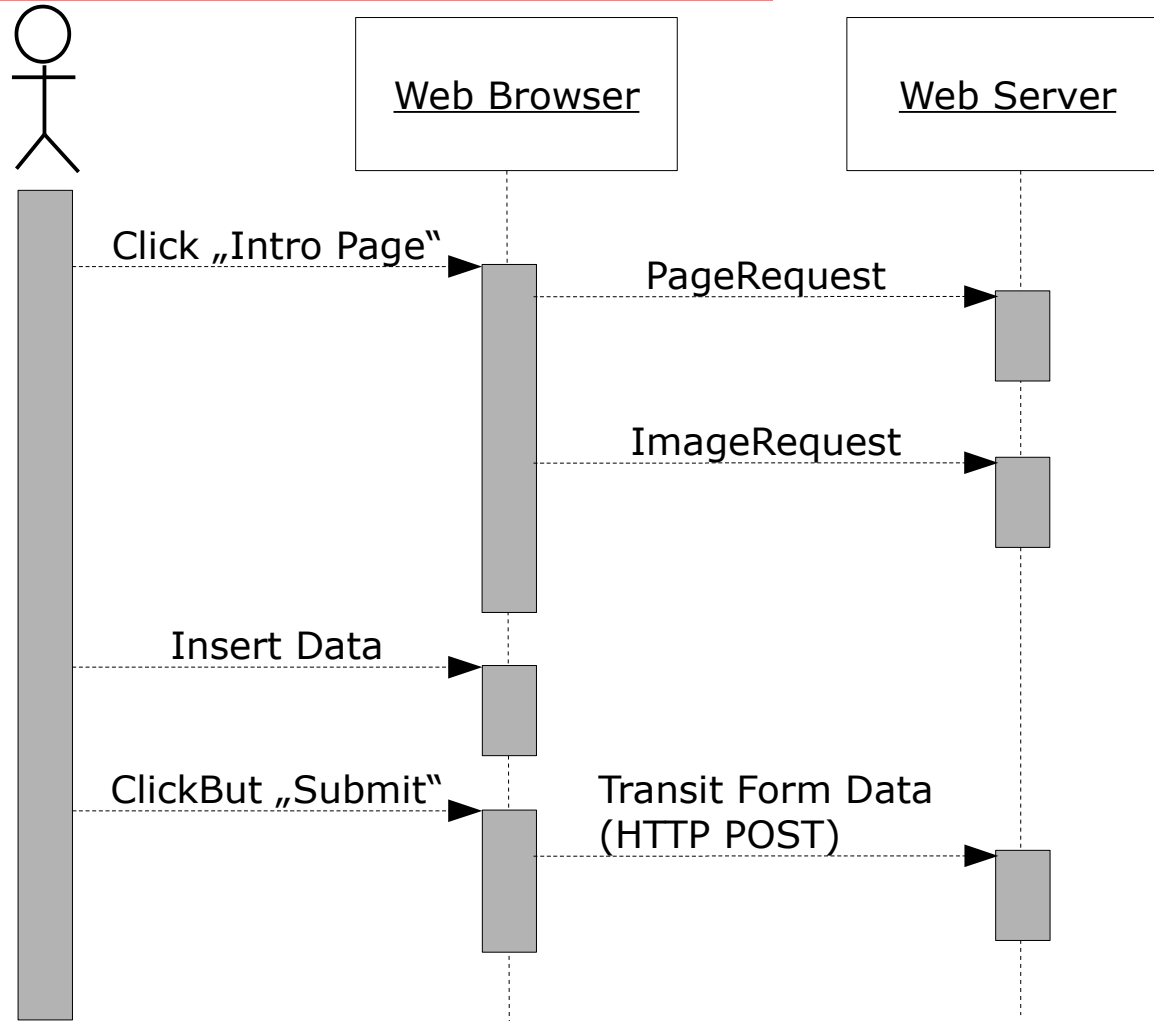 Web Browser
Web Server
Click „Intro Page“
PageRequest
ImageRequest
Insert Data
ClickBut „Submit“
Transit Form Data
(HTTP POST)